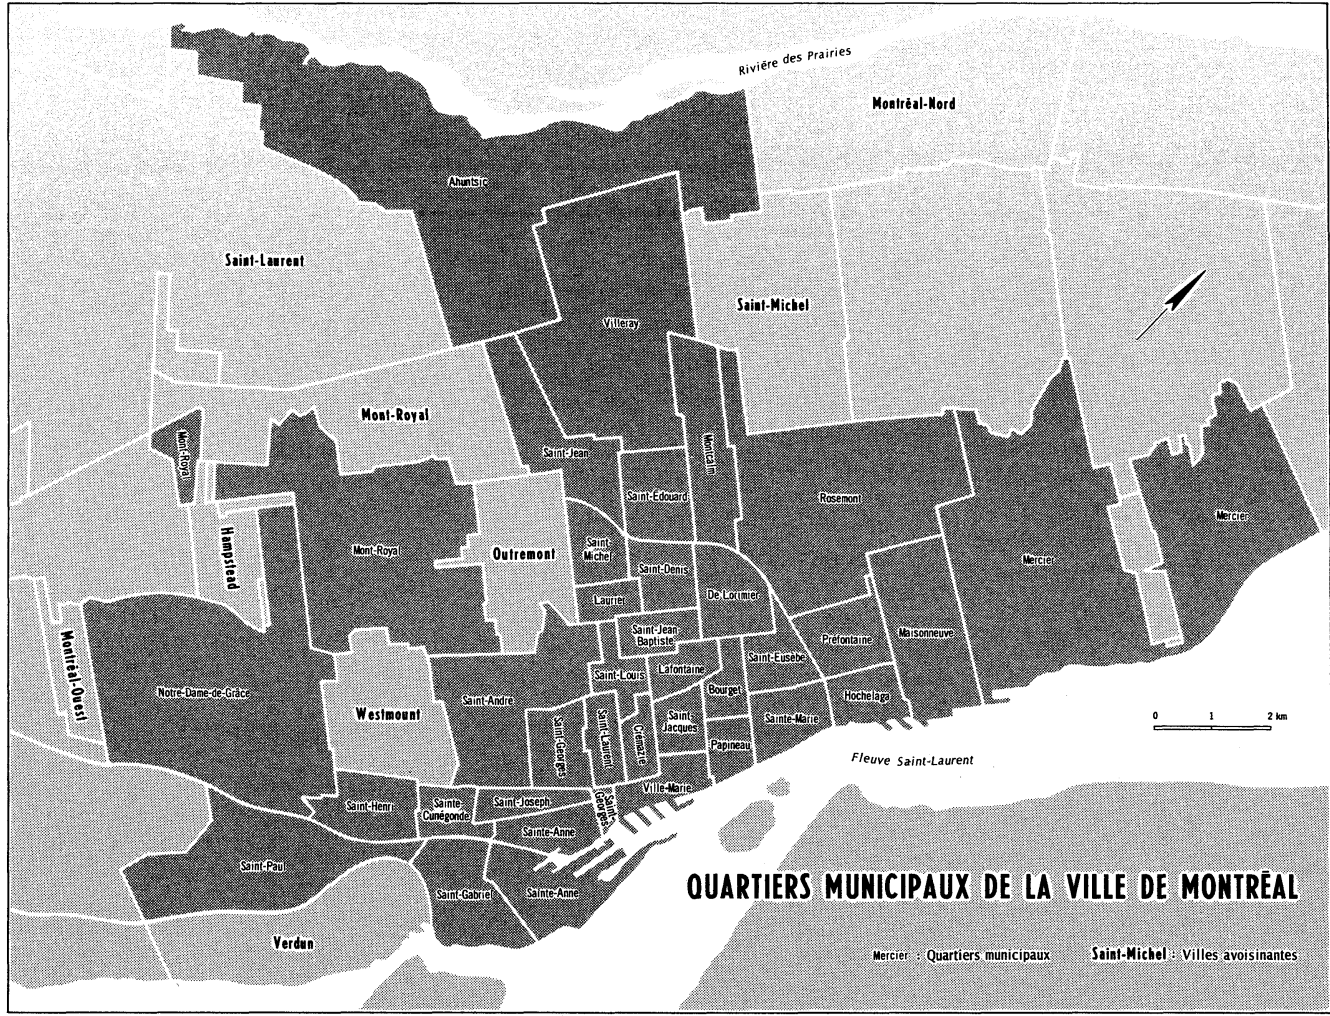 Rivière des Prairies
Montréal-Nord
Ahuntsic
Saint-Laurent
Saint-Michel
Villeray
Mont-Royal
Mont-Royal
Saint-Jean
Montcalm
Saint-Edouard
Rosemont
Mercier
Hampstead
Mont-Royal
Outremont
Saint-
Michel
Saint-Denis
Mercier
Laurier
De Lorimier
Montréal-Ouest
Saint-Jean
Baptiste
Préfontaine
Maisonneuve
Saint-Eusèbe
Lafontaine
Saint-Louis
Notre-Dame-de-Grâce
Saint-André
Bourget
Hochelaga
Westmount
Saint-Georges
Saint-Laurent
Crémazie
Saint-
Jacques
Sainte-Marie
0 1 2 km
Papineau
Fleuve Saint-Laurent
Ville-Marie
Saint-Henri
Sainte
Cunégonde
Saint-Joseph
Saint-
Georges
Sainte-Anne
Saint-Paul
Saint-Gabriel
Sainte-Anne
QUARTIERS MUNICIPAUX DE LA VILLE DE MONTRÉAL
Verdun
Mercier : Quartiers municipaux
Saint-Michel : Villes avoisinantes